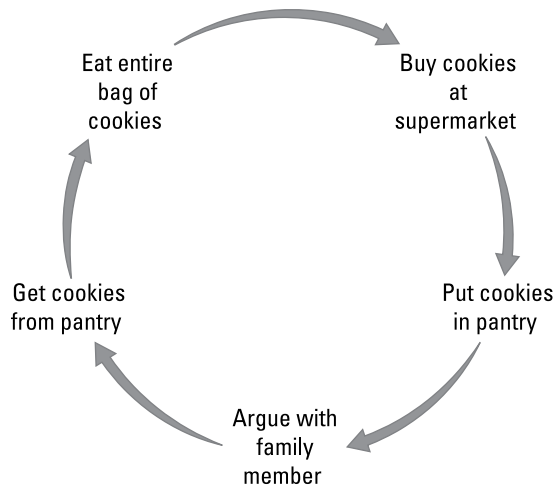 Eat entire
bag of
cookies
Buy cookies
at
supermarket
Put cookies
in pantry
Argue with
family
member
Get cookies
from pantry